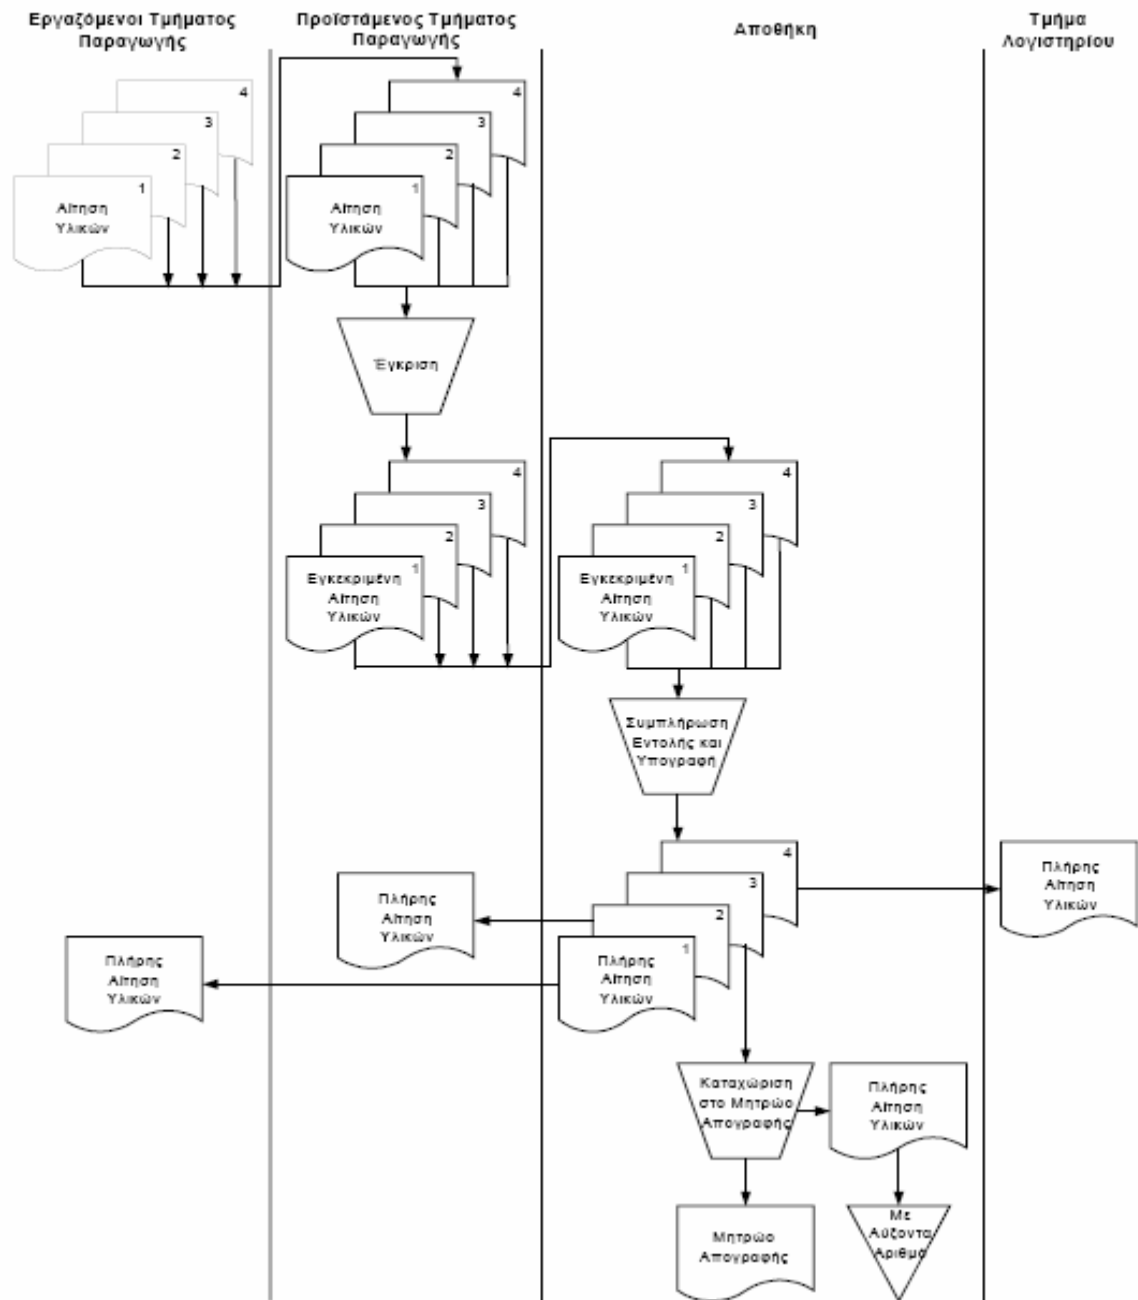 Εργαζόμενοι Τμήματος
Παραγωγής
Προϊστάμενος Τμήματος
Παραγωγής
Αποθήκη
Τμήμα
Λογιστηρίου
4
3
2
1
Αίτηση
Υλικών
4
3
2
1
Αίτηση
Υλικών
Έγκριση
4
3
2
1
Εγκεκριμένη
Αίτηση
Υλικών
4
3
2
1
Εγκεκριμένη
Αίτηση
Υλικών
Συμπλήρωση
Εντολής και
Υπογραφή
4
3
2
1
Πλήρης
Αίτηση
Υλικών
Πλήρης
Αίτηση
Υλικών
Πλήρης
Αίτηση
Υλικών
Πλήρης
Αίτηση
Υλικών
Καταχώριση
στο Μητρώο
Απογραφής
Πλήρης
Αίτηση
Υλικών
Μητρώο
Απογραφής
Με
Αύξοντα
Αριθμό